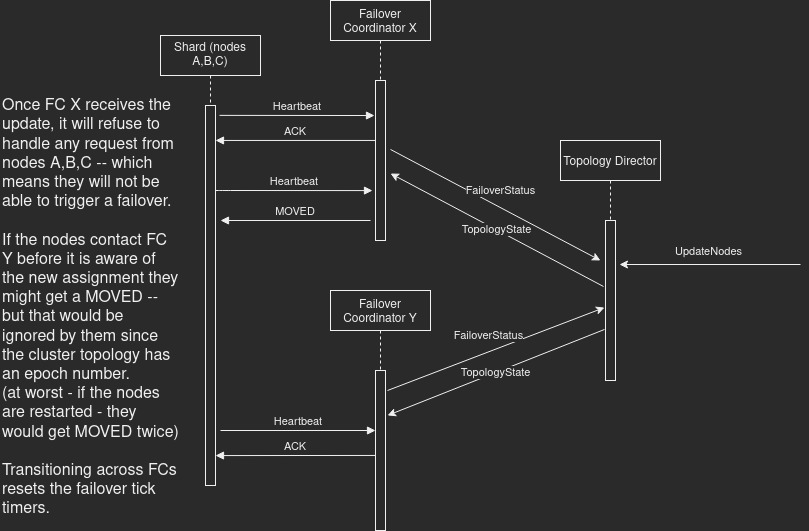 Failover
Coordinator X
Shard (nodes
A,B,C)
Once FC X receives the
update, it will refuse to
handle any request from
nodes A,B,C -- which
means they will not be
able to trigger a failover.
If the nodes contact FC
Y before it is aware of
the new assignment they
might get a MOVED --
but that would be
ignored by them since
the cluster topology has
an epoch number.
(at worst - if the nodes
are restarted - they
would get MOVED twice)
Transitioning across FCs
resets the failover tick
timers.
Heartbeat
ACK
Heartbeat
MOVED
Topology Director
FailoverStatus
TopologyState
UpdateNodes
Failover
Coordinator Y
FailoverStatus
TopologyState
Heartbeat
ACK